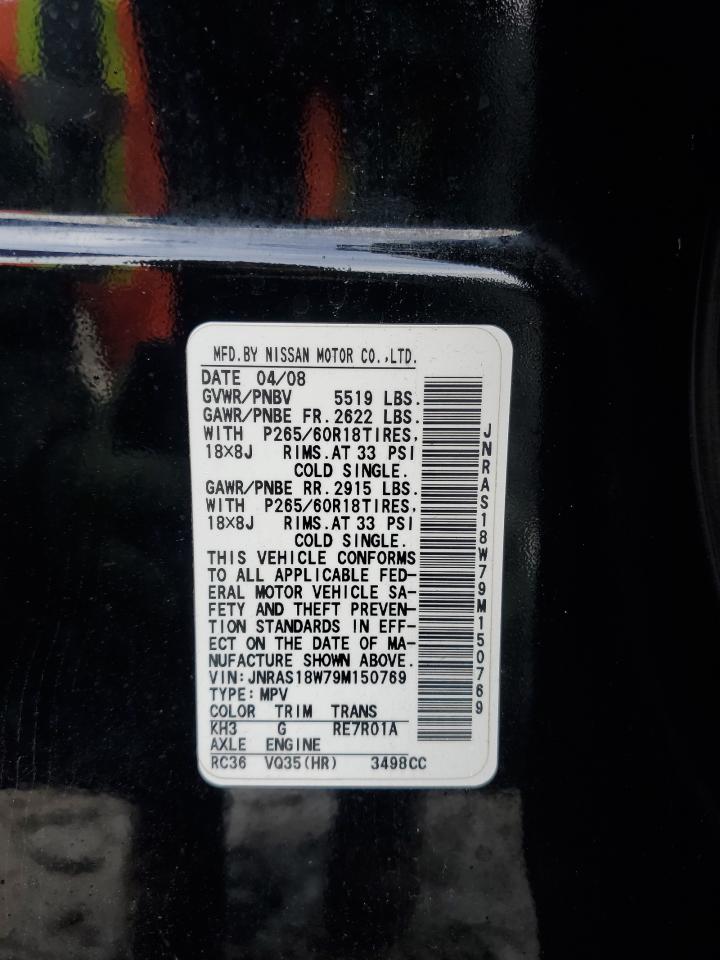 MFD.BY NISSAN MOTOR CO.,LTD.
DATE 04/08
GVWR/PNBV 5519 LBS.
GAWR/PNBE FR.2622 LBS.
WITH P265/60R18TIRES,
18×8J RIMS.AT 33 PSI
COLD SINGLE.
GAWR/PNBE RR.2915 LBS.
WITH P265/60R18TIRES,
18×8J RIMS.AT 33 PSI
COLD SINGLE.
THIS VEHICLE CONFORMS
TO ALL APPLICABLE FED-
ERAL MOTOR VEHICLE SA-
FETY AND THEFT PREVEN-
TION STANDARDS IN EFF-
ECT ON THE DATE OF MA-
NUFACTURE SHOWN ABOVE.
VIN:JNRAS18W79M150769
TYPE:MPV
COLOR TRIM TRANS
KH3 G RE7R01A
AXLE ENGINE
RC36 VQ35(HR) 3498CC
JNRAS18W79M150769